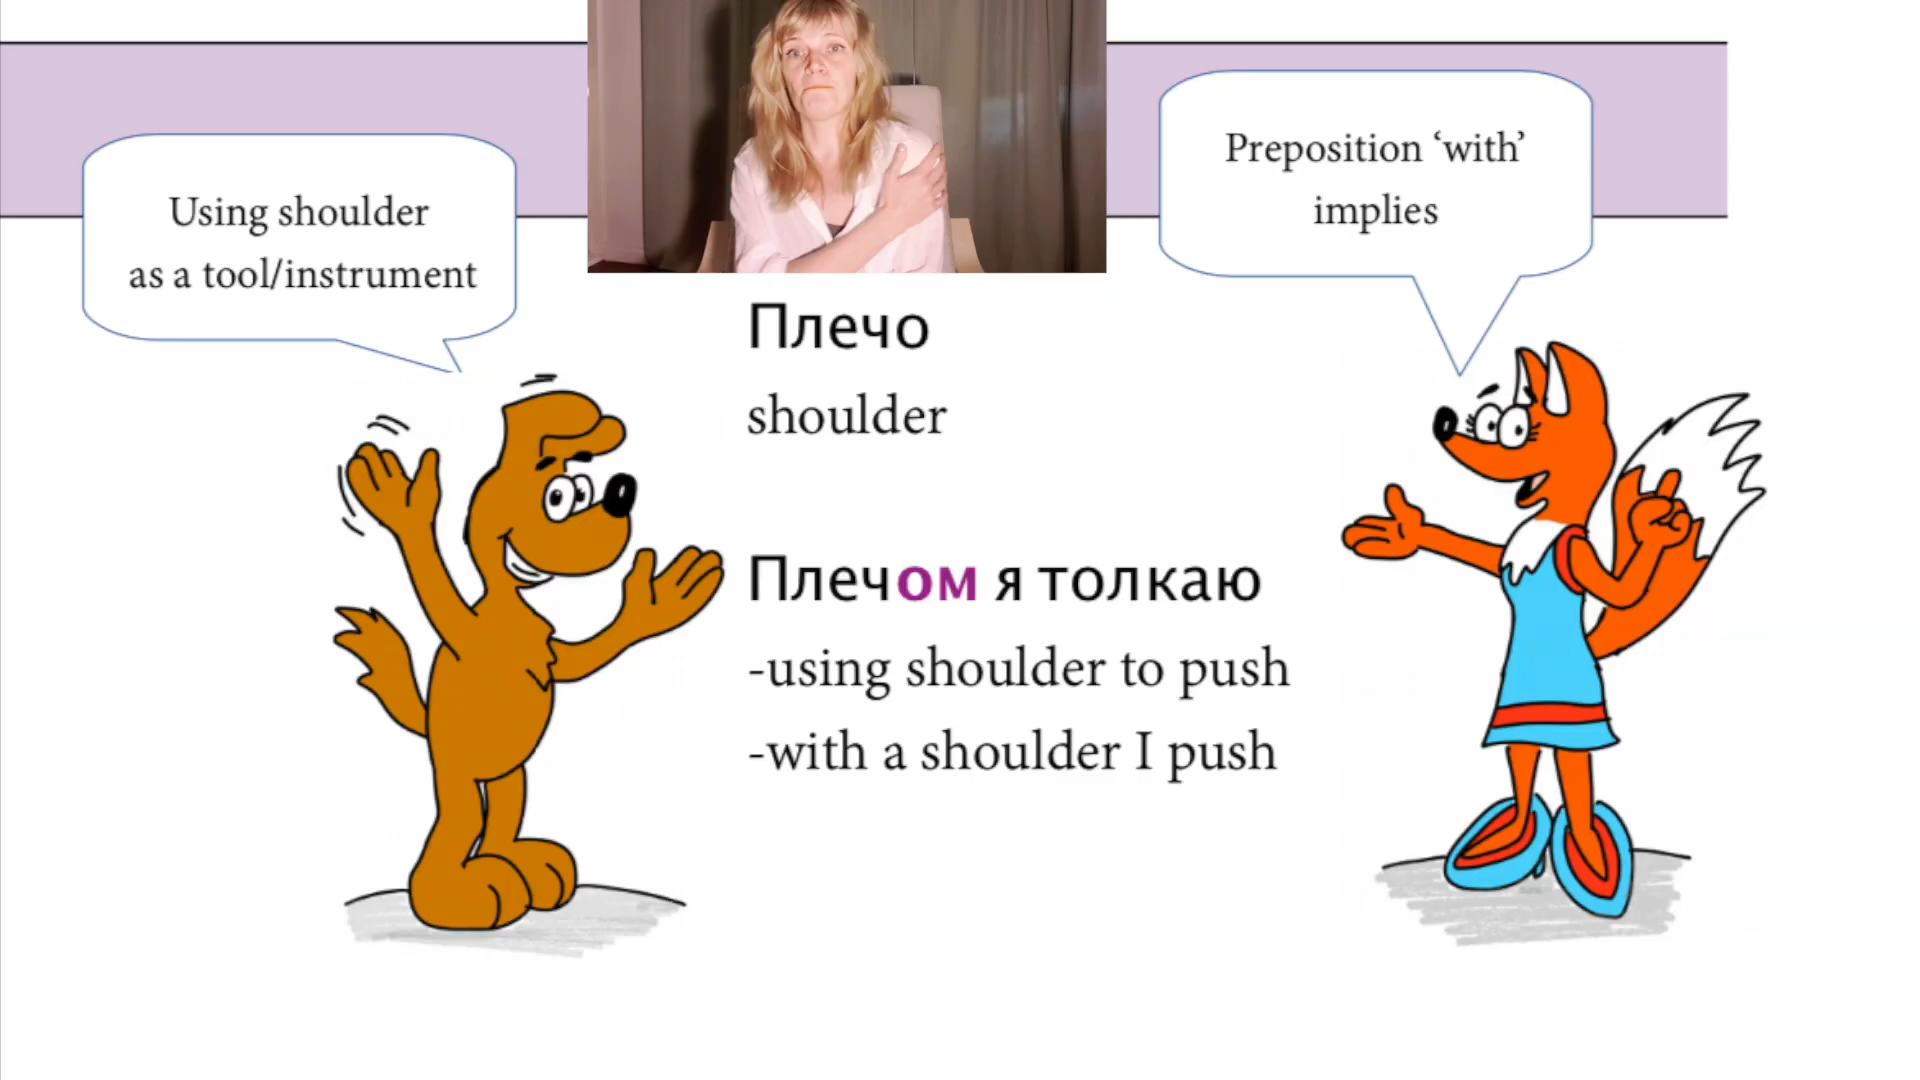 Using shoulder
as a tool/instrument
Preposition ‘with’
implies
Плечо
shoulder
Плечом я толкаю
-using shoulder to push
-with a shoulder I push